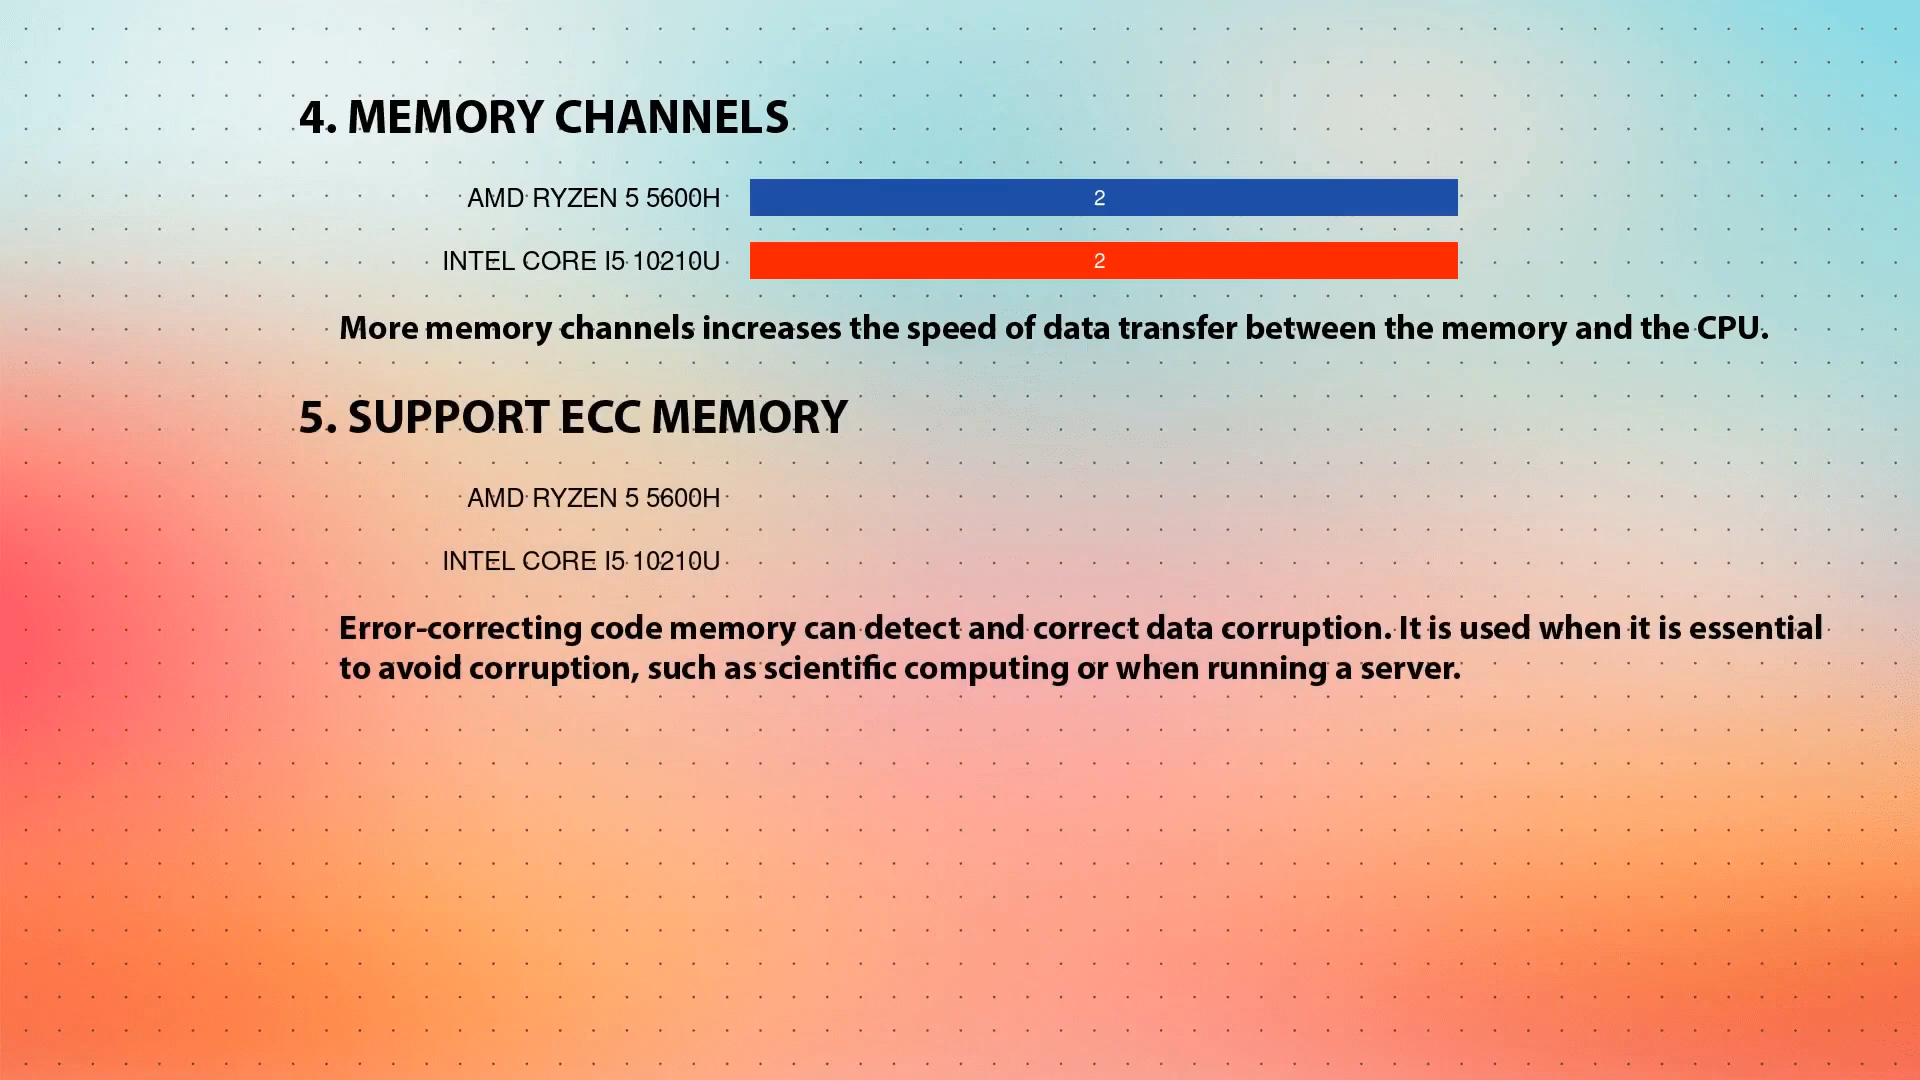 4. MEMORY CHANNELS
AMD RYZEN 5 5600H 2
INTEL CORE I5 10210U 2
More memory channels increases the speed of data transfer between the memory and the CPU.
5. SUPPORT ECC MEMORY
AMD RYZEN 5 5600H
INTEL CORE I5 10210U
Error-correcting code memory can detect and correct data corruption. It is used when it is essential
to avoid corruption, such as scientific computing or when running a server.